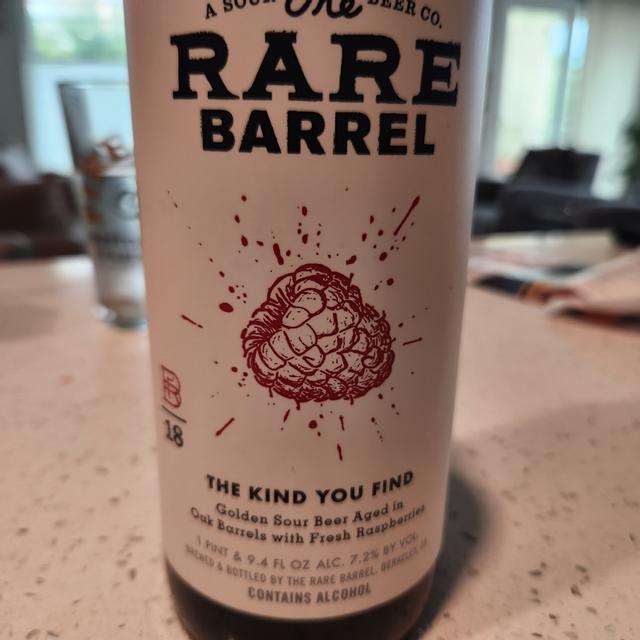 A SOUR The BEER CO.
RARE
BARREL
RB
18
THE KIND YOU FIND
Golden Sour Beer Aged in
Oak Barrels with Fresh Raspberries
1 PINT & 9.4 FL OZ ALC. 7.2% BY VOL
BREWED & BOTTLED BY THE RARE BARREL, BERKELEY, CA
CONTAINS ALCOHOL